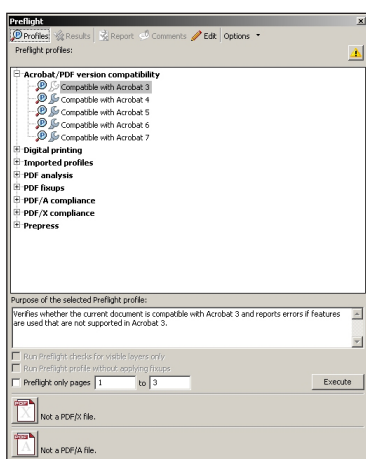 Preflight
Profiles Results Report Comments Edit Options
Preflight profiles:
Acrobat/PDF version compatibility
Compatible with Acrobat 3
Compatible with Acrobat 4
Compatible with Acrobat 5
Compatible with Acrobat 6
Compatible with Acrobat 7
Digital printing
Imported profiles
PDF analysis
PDF fixups
PDF/A compliance
PDF/X compliance
Prepress
Purpose of the selected Preflight profile:
Verifies whether the current document is compatible with Acrobat 3 and reports errors if features
are used that are not supported in Acrobat 3.
Run Preflight checks for visible layers only
Run Preflight profile without applying fixups
Preflight only pages 1 to 3 Execute
Not a PDF/X file.
Not a PDF/A file.